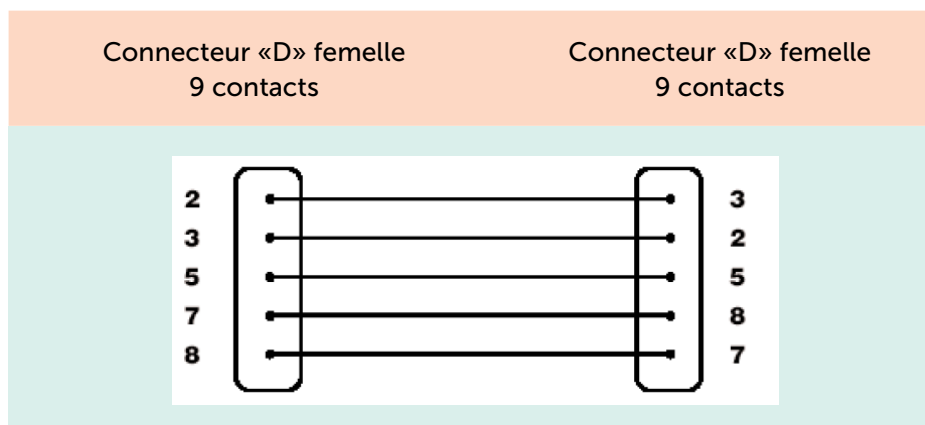 Connecteur «D» femelle
9 contacts
Connecteur «D» femelle
9 contacts
2 3
3 2
5 5
7 8
8 7